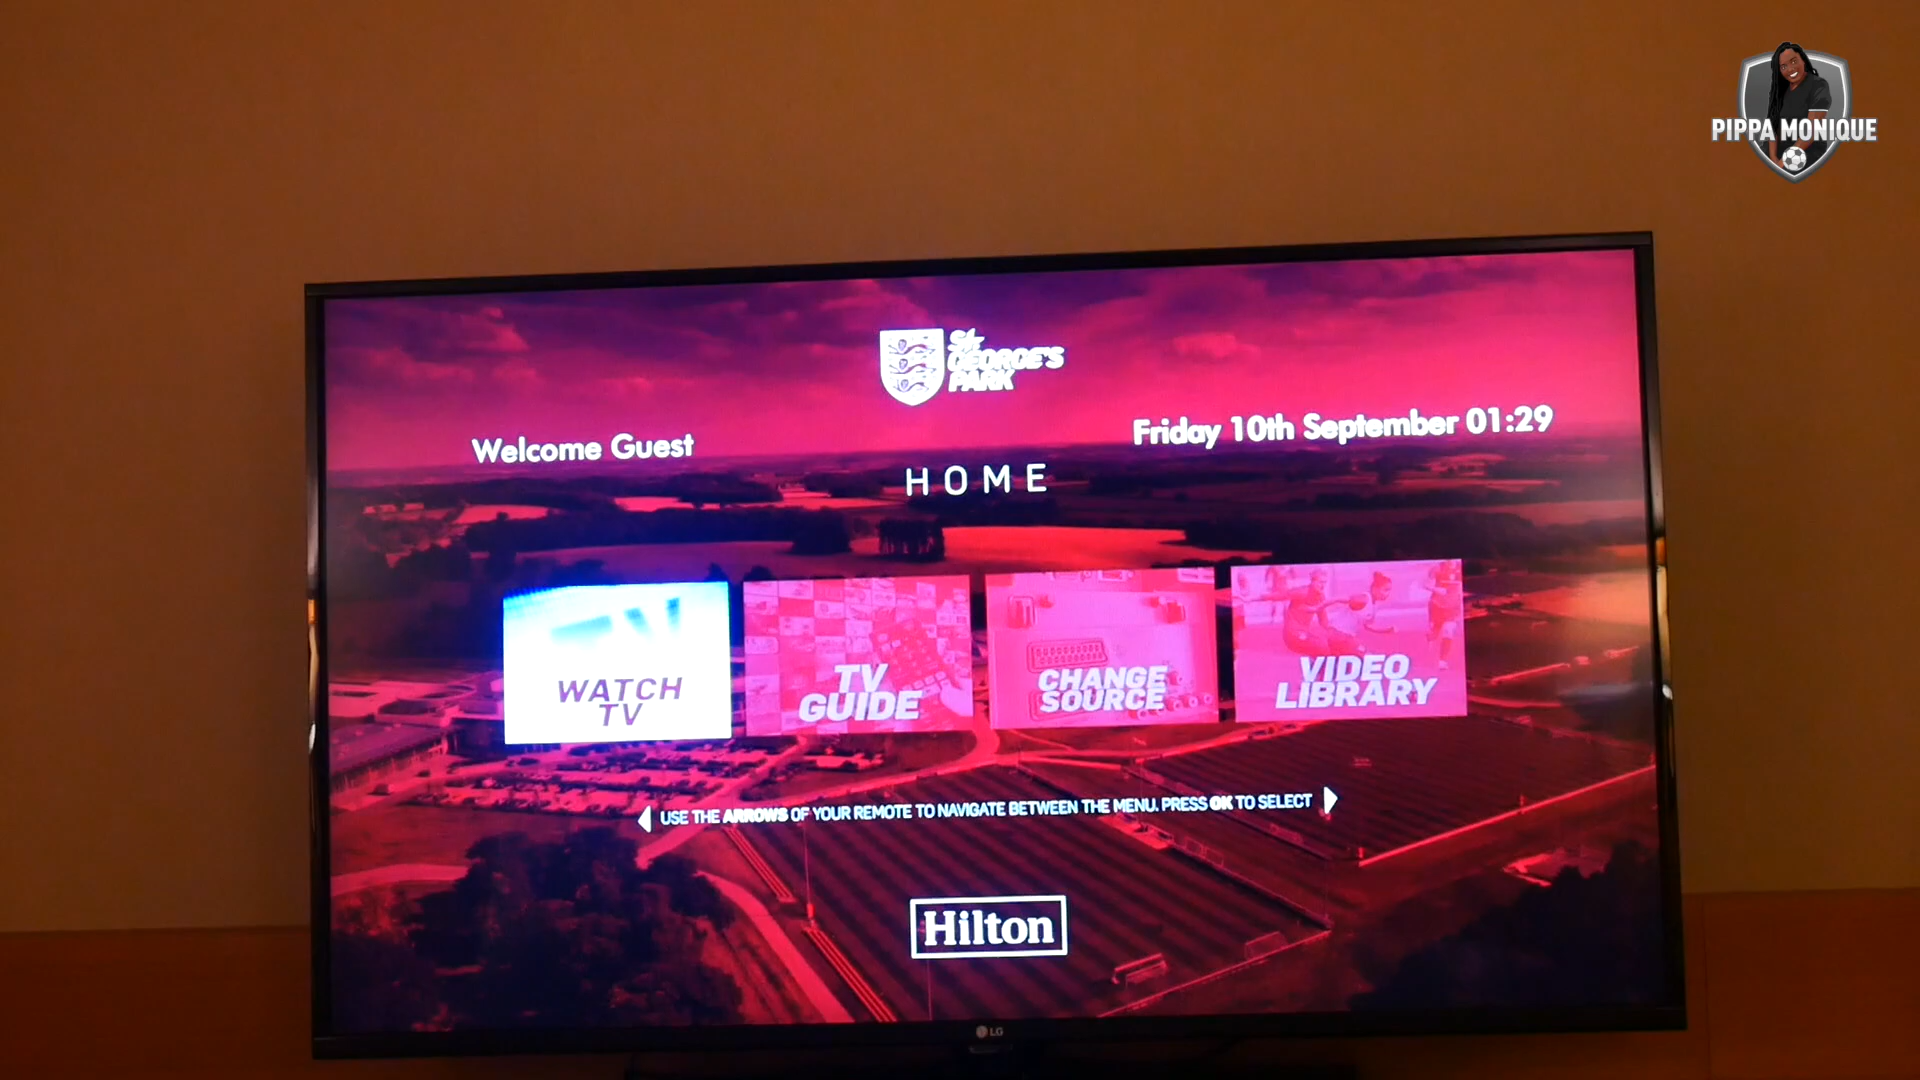 PIPPA MONIQUE
St.
GEORGE'S
PARK
Welcome Guest
Friday 10th September 01:29
HOME
WATCH
TV
TV
GUIDE
CHANGE
SOURCE
VIDEO
LIBRARY
USE THE ARROWS OF YOUR REMOTE TO NAVIGATE BETWEEN THE MENU. PRESS OK TO SELECT
Hilton
LG